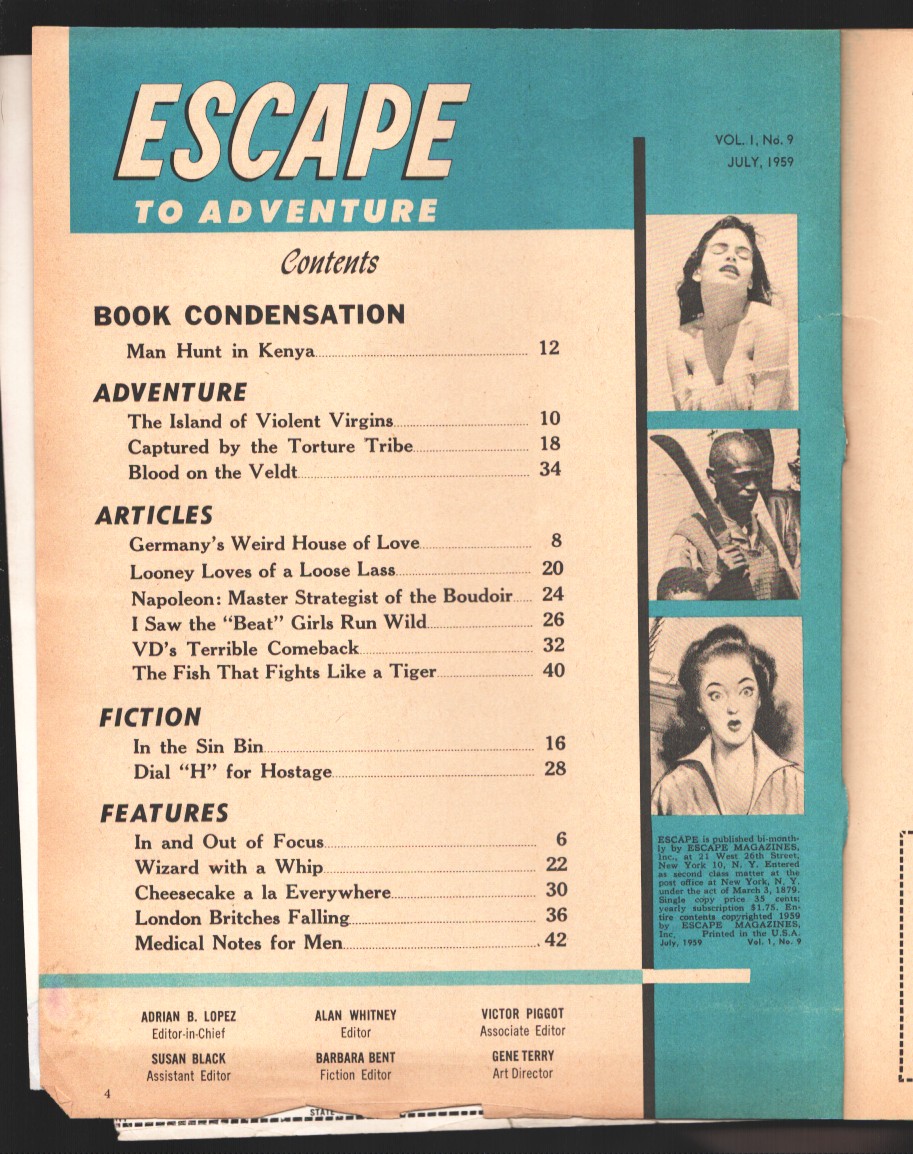 ESCAPE
TO ADVENTURE
VOL. 1, No. 9
JULY, 1959
Contents
BOOK CONDENSATION
Man Hunt in Kenya 12
ADVENTURE
The Island of Violent Virgins 10
Captured by the Torture Tribe 18
Blood on the Veldt 34
ARTICLES
Germany's Weird House of Love 8
Looney Loves of a Loose Lass 20
Napoleon: Master Strategist of the Boudoir 24
I Saw the "Beat" Girls Run Wild 26
VD's Terrible Comeback 32
The Fish That Fights Like a Tiger 40
FICTION
In the Sin Bin 16
Dial "H" for Hostage 28
FEATURES
In and Out of Focus 6
Wizard with a Whip 22
Cheesecake a la Everywhere 30
London Britches Falling 36
Medical Notes for Men 42
ESCAPE is published bi-month-
ly by ESCAPE MAGAZINES,
Inc., at 21 West 26th Street,
New York 10, N. Y. Entered
as second class matter at the
post office at New York, N. Y.
under the act of March 3, 1879.
Single copy price 35 cents;
yearly subscription $1.75. En-
tire contents copyrighted 1959
by ESCAPE MAGAZINES,
Inc. Printed in the U.S.A.
July, 1959 Vol. 1, No. 9
ADRIAN B. LOPEZ
Editor-in-Chief
ALAN WHITNEY
Editor
VICTOR PIGGOT
Associate Editor
SUSAN BLACK
Assistant Editor
BARBARA BENT
Fiction Editor
GENE TERRY
Art Director
4
STATE